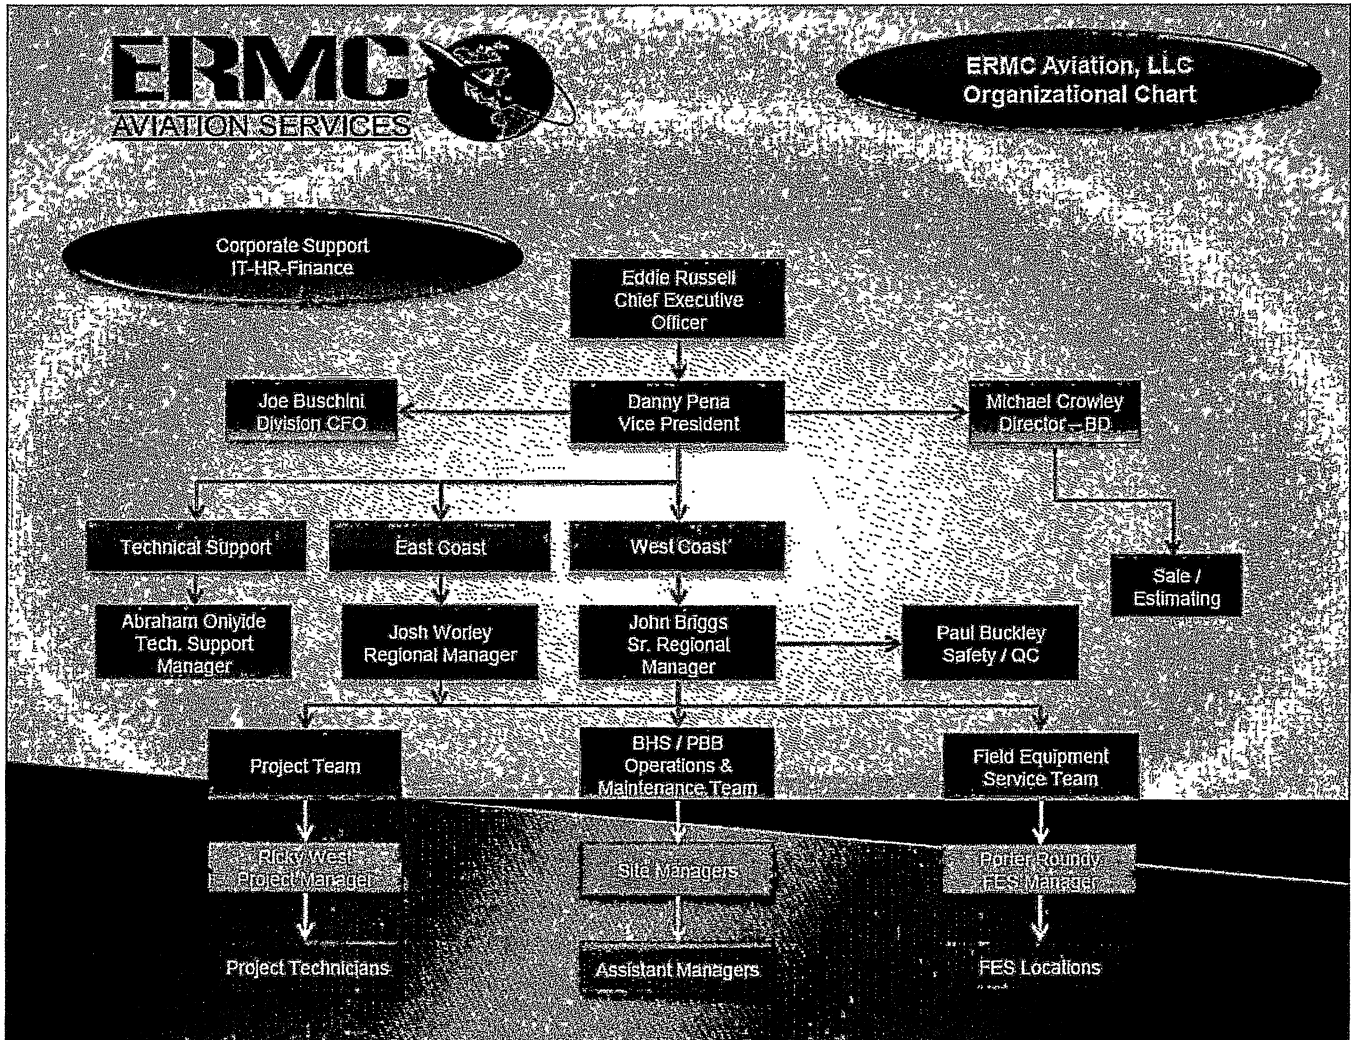 ERMC
AVIATION SERVICES
ERMC Aviation, LLC
Organizational Chart
Corporate Support
IT-HR-Finance
Eddie Russell
Chief Executive
Officer
Joe Buschini
Division CFO
Danny Pena
Vice President
Michael Crowley
Director – BD
Technical Support
East Coast
West Coast
Sale /
Estimating
Abraham Oniyide
Tech. Support
Manager
Josh Worley
Regional Manager
John Briggs
Sr. Regional
Manager
Paul Buckley
Safety / QC
Project Team
BHS / PBB
Operations &
Maintenance Team
Field Equipment
Service Team
Ricky West
Project Manager
Site Managers
Porter Roundy
FES Manager
Project Technicians
Assistant Managers
FES Locations